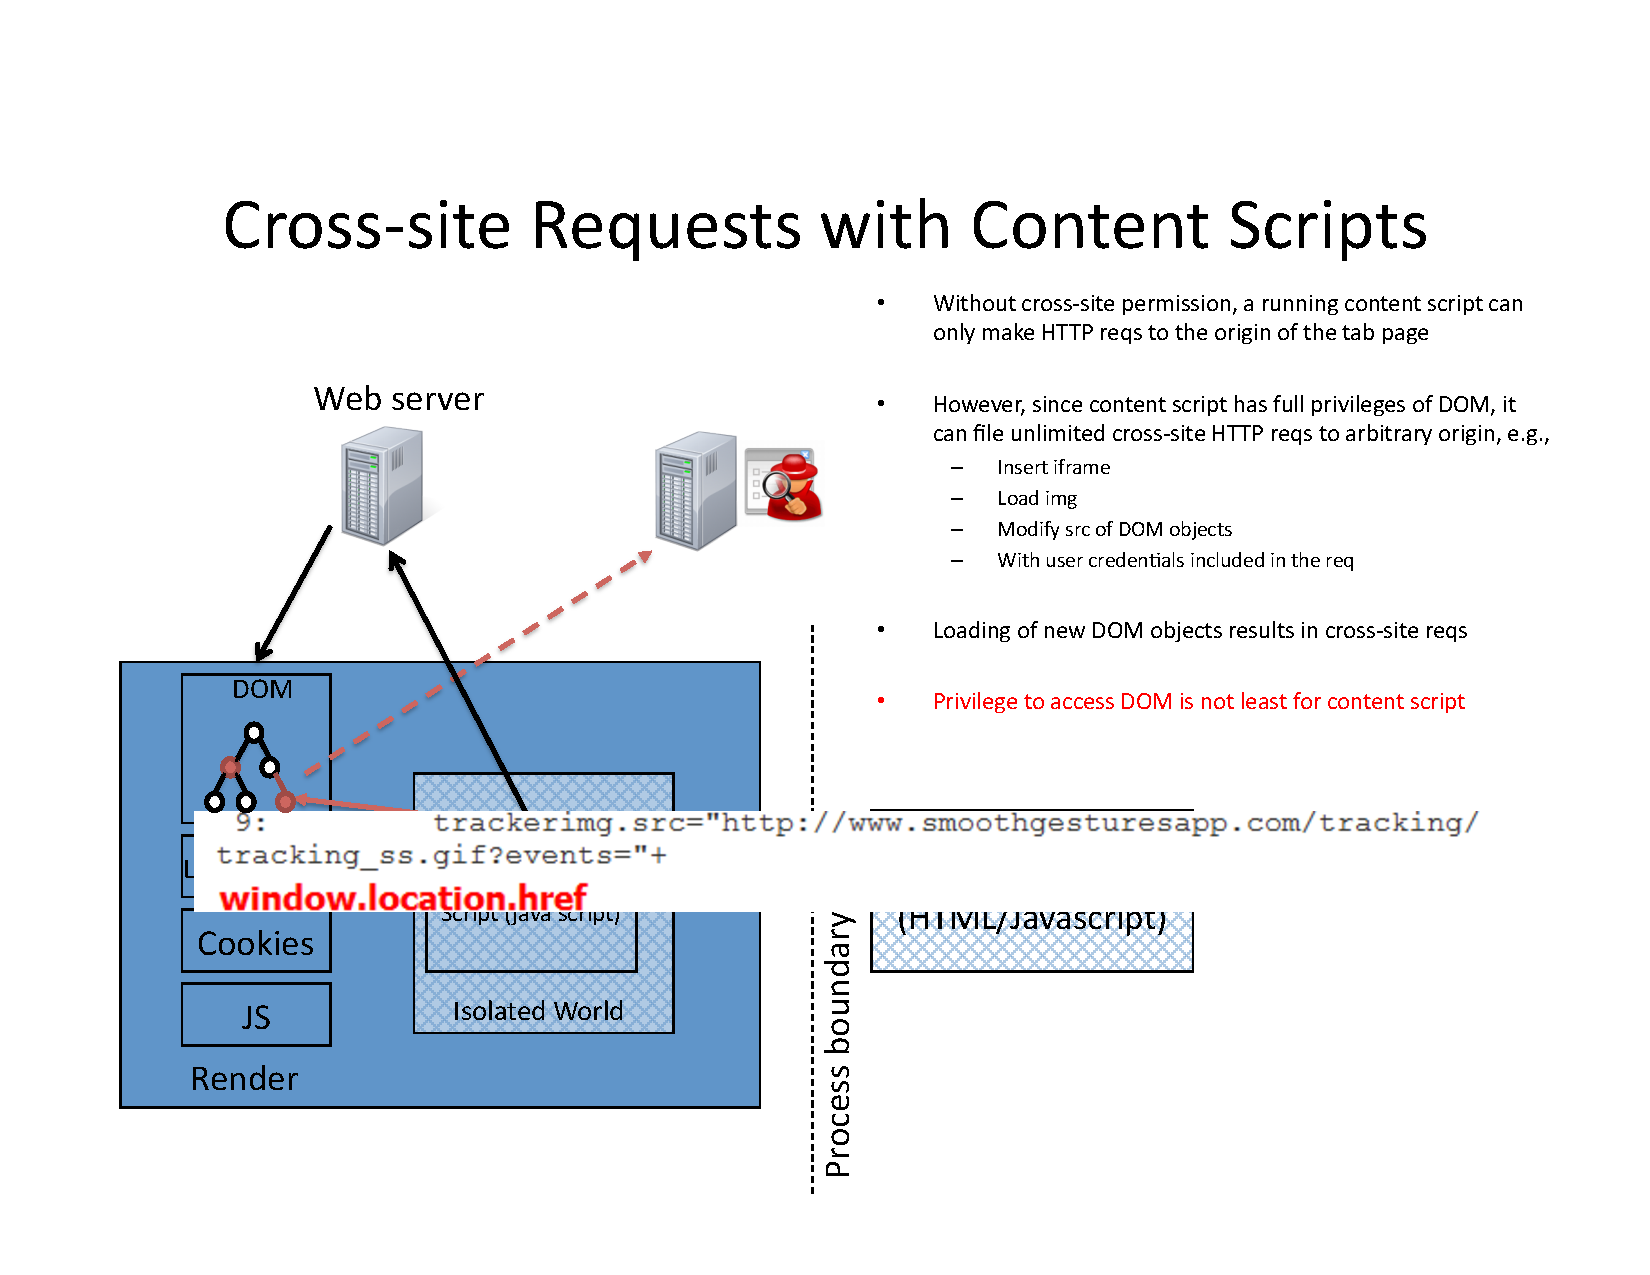 Cross-site Requests with Content Scripts
• Without cross-site permission, a running content script can
only make HTTP reqs to the origin of the tab page
• However, since content script has full privileges of DOM, it
can file unlimited cross-site HTTP reqs to arbitrary origin, e.g.,
– Insert iframe
– Load img
– Modify src of DOM objects
– With user credentials included in the req
• Loading of new DOM objects results in cross-site reqs
• Privilege to access DOM is not least for content script
Web server
DOM
9: trackerimg.src="http://www.smoothgesturesapp.com/tracking/
tracking_ss.gif?events="+
window.location.href
Script (java script)
(HTML/Javascript)
Cookies
Isolated World
JS
Render
Process boundary